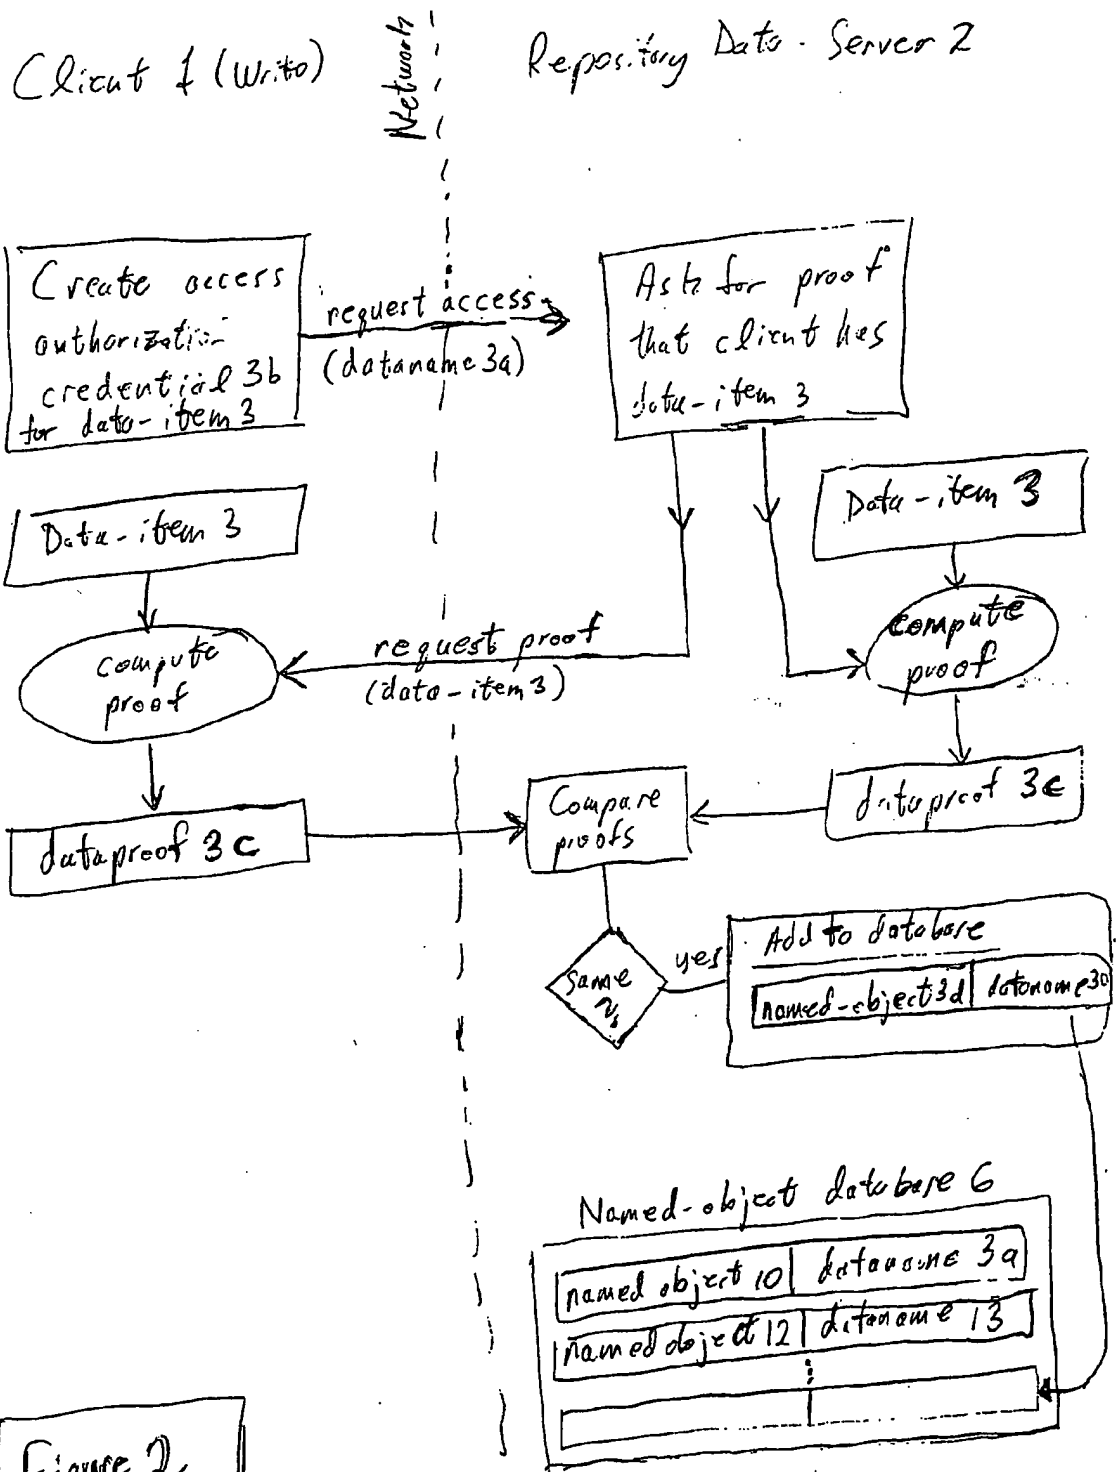 Client 1 (Write)
Network
Repository Data-Server 2
Create access
authorization
credential 3b
for data-item 3
request access
(dataname 3a)
Ask for proof
that client has
data-item 3
Data-item 3
Data-item 3
compute
proof
request proof
(data-item 3)
compute
proof
dataproof 3c
Compare
proofs
dataproof 3e
same
yes
Add to database
named-object 3d | dataname 3a
Named-object database 6
named object 10 | dataname 3a
named object 12 | dataname 13
Figure 2